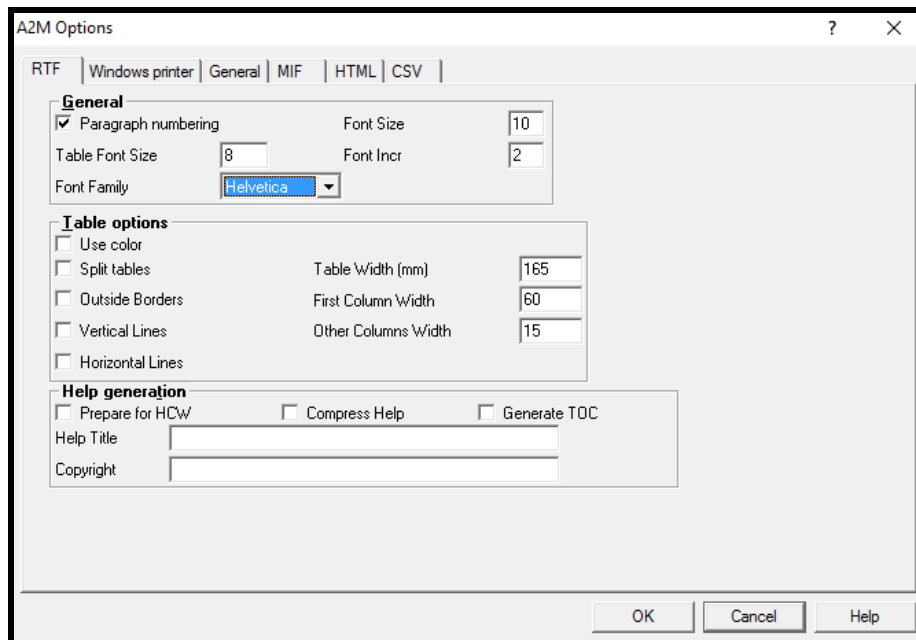 A2M Options ?
RTF Windows printer General MIF HTML CSV
General
Paragraph numbering Font Size 10
Table Font Size 8 Font Incr 2
Font Family Helvetica
Table options
Use color
Split tables Table Width (mm) 165
Outside Borders First Column Width 60
Vertical Lines Other Columns Width 15
Horizontal Lines
Help generation
Prepare for HCW Compress Help Generate TOC
Help Title
Copyright
OK Cancel Help